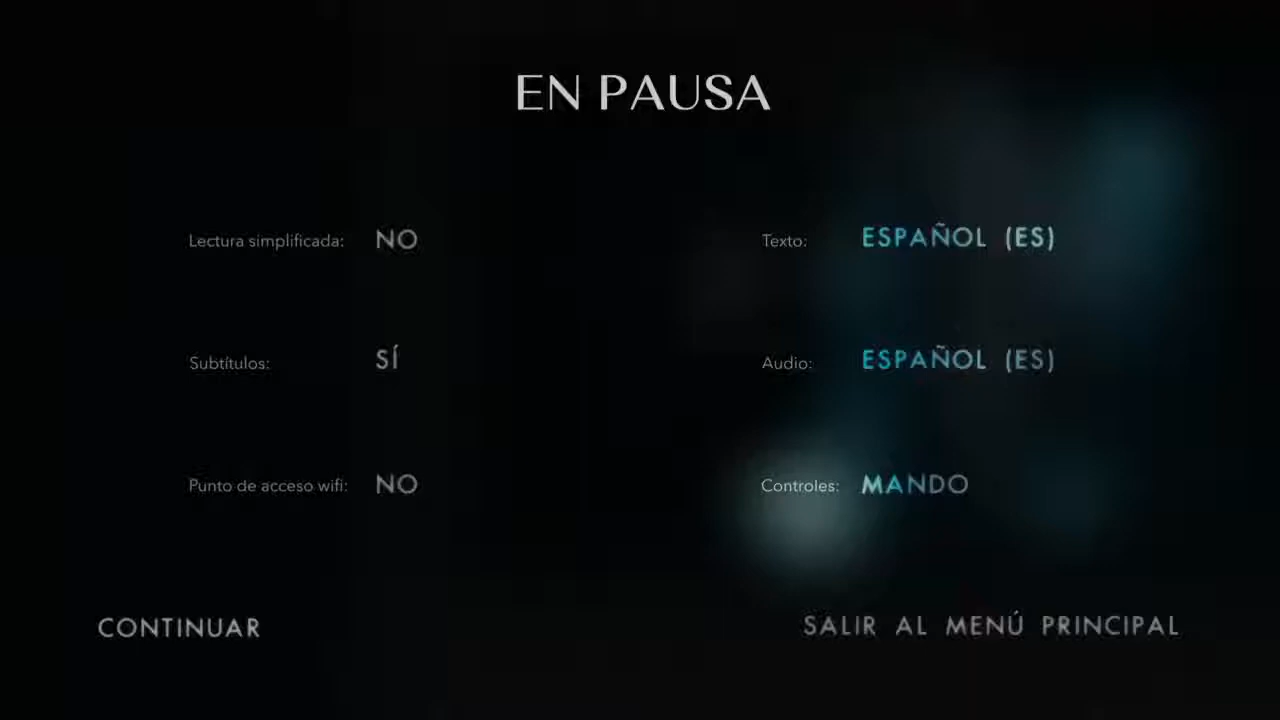 EN PAUSA
Lectura simplificada: NO
Texto: ESPAÑOL (ES)
Subtítulos: SÍ
Audio: ESPAÑOL (ES)
Punto de acceso wifi: NO
Controles: MANDO
CONTINUAR
SALIR AL MENÚ PRINCIPAL